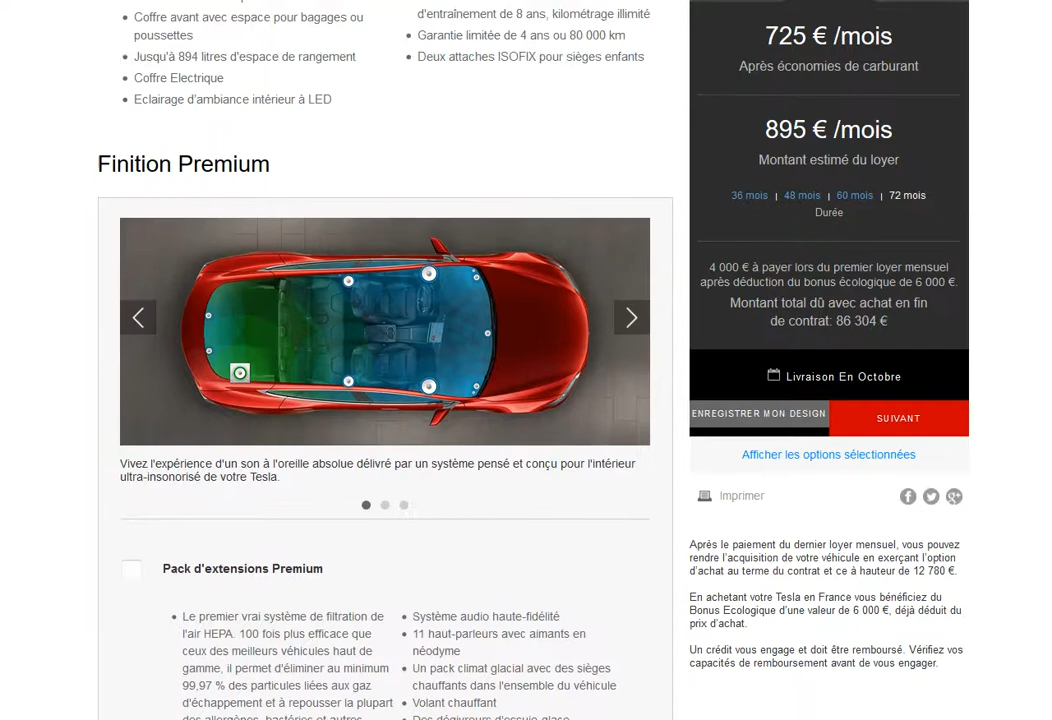 Coffre avant avec espace pour bagages ou
poussettes
Jusqu'à 894 litres d'espace de rangement
Coffre Electrique
Eclairage d'ambiance intérieur à LED
d'entraînement de 8 ans, kilométrage illimité
Garantie limitée de 4 ans ou 80 000 km
Deux attaches ISOFIX pour sièges enfants
Finition Premium
Vivez l'expérience d'un son à l'oreille absolue délivré par un système pensé et conçu pour l'intérieur
ultra-insonorisé de votre Tesla.
Pack d'extensions Premium
Le premier vrai système de filtration de
l'air HEPA. 100 fois plus efficace que
ceux des meilleurs véhicules haut de
gamme, il permet d'éliminer au minimum
99,97 % des particules liées aux gaz
d'échappement et à repousser la plupart
des allergènes, bactéries et autres
Système audio haute-fidélité
11 haut-parleurs avec aimants en
néodyme
Un pack climat glacial avec des sièges
chauffants dans l'ensemble du véhicule
Volant chauffant
Des dégivreurs d'essuie-glace
725 € /mois
Après économies de carburant
895 € /mois
Montant estimé du loyer
36 mois | 48 mois | 60 mois | 72 mois
Durée
4 000 € à payer lors du premier loyer mensuel
après déduction du bonus écologique de 6 000 €.
Montant total dû avec achat en fin
de contrat: 86 304 €
Livraison En Octobre
ENREGISTRER MON DESIGN
SUIVANT
Afficher les options sélectionnées
Imprimer
Après le paiement du dernier loyer mensuel, vous pouvez
rendre l'acquisition de votre véhicule en exerçant l'option
d'achat au terme du contrat et ce à hauteur de 12 780 €.
En achetant votre Tesla en France vous bénéficiez du
Bonus Ecologique d'une valeur de 6 000 €, déjà déduit du
prix d'achat.
Un crédit vous engage et doit être remboursé. Vérifiez vos
capacités de remboursement avant de vous engager.